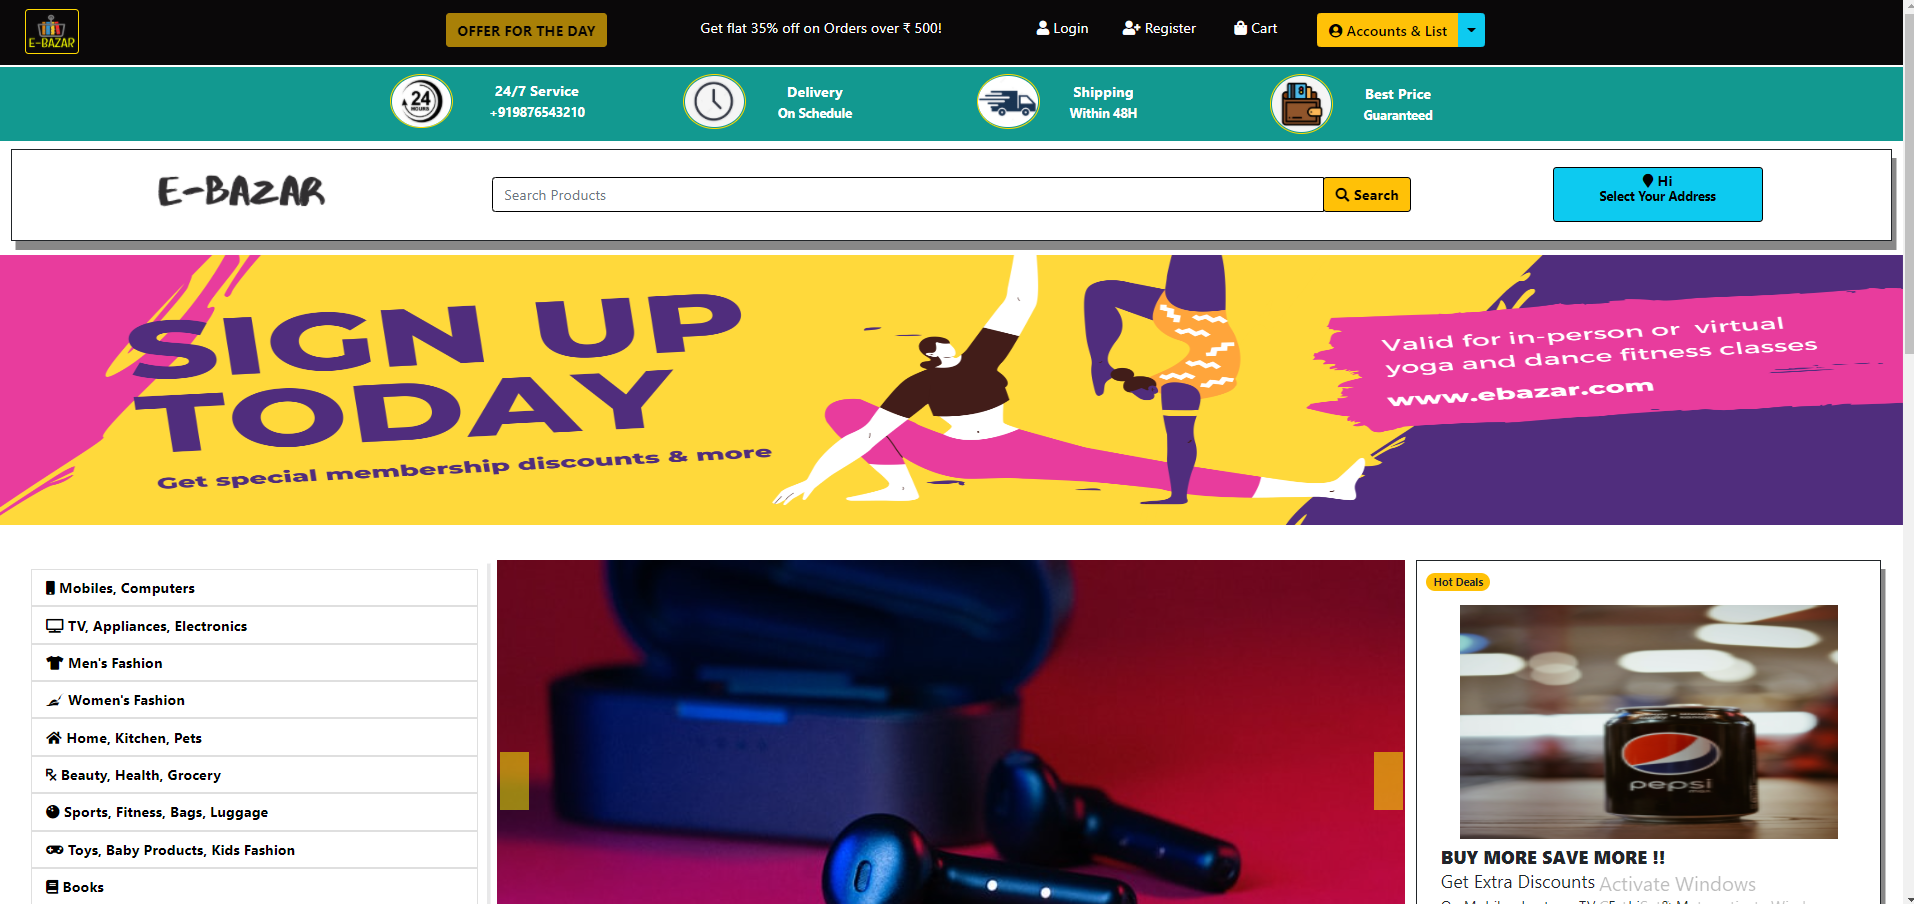 E-BAZAR
OFFER FOR THE DAY
Get flat 35% off on Orders over ₹ 500!
Login
Register
Cart
Accounts & List
24 HOURS
24/7 Service
+919876543210
Delivery
On Schedule
Shipping
Within 48H
Best Price
Guaranteed
E-BAZAR
Search Products
Search
Hi
Select Your Address
SIGN UP
TODAY
Get special membership discounts & more
Valid for in-person or virtual
yoga and dance fitness classes
www.ebazar.com
Mobiles, Computers
TV, Appliances, Electronics
Men's Fashion
Women's Fashion
Home, Kitchen, Pets
Beauty, Health, Grocery
Sports, Fitness, Bags, Luggage
Toys, Baby Products, Kids Fashion
Books
Hot Deals
pepsi
BUY MORE SAVE MORE !!
Get Extra Discounts
Activate Windows